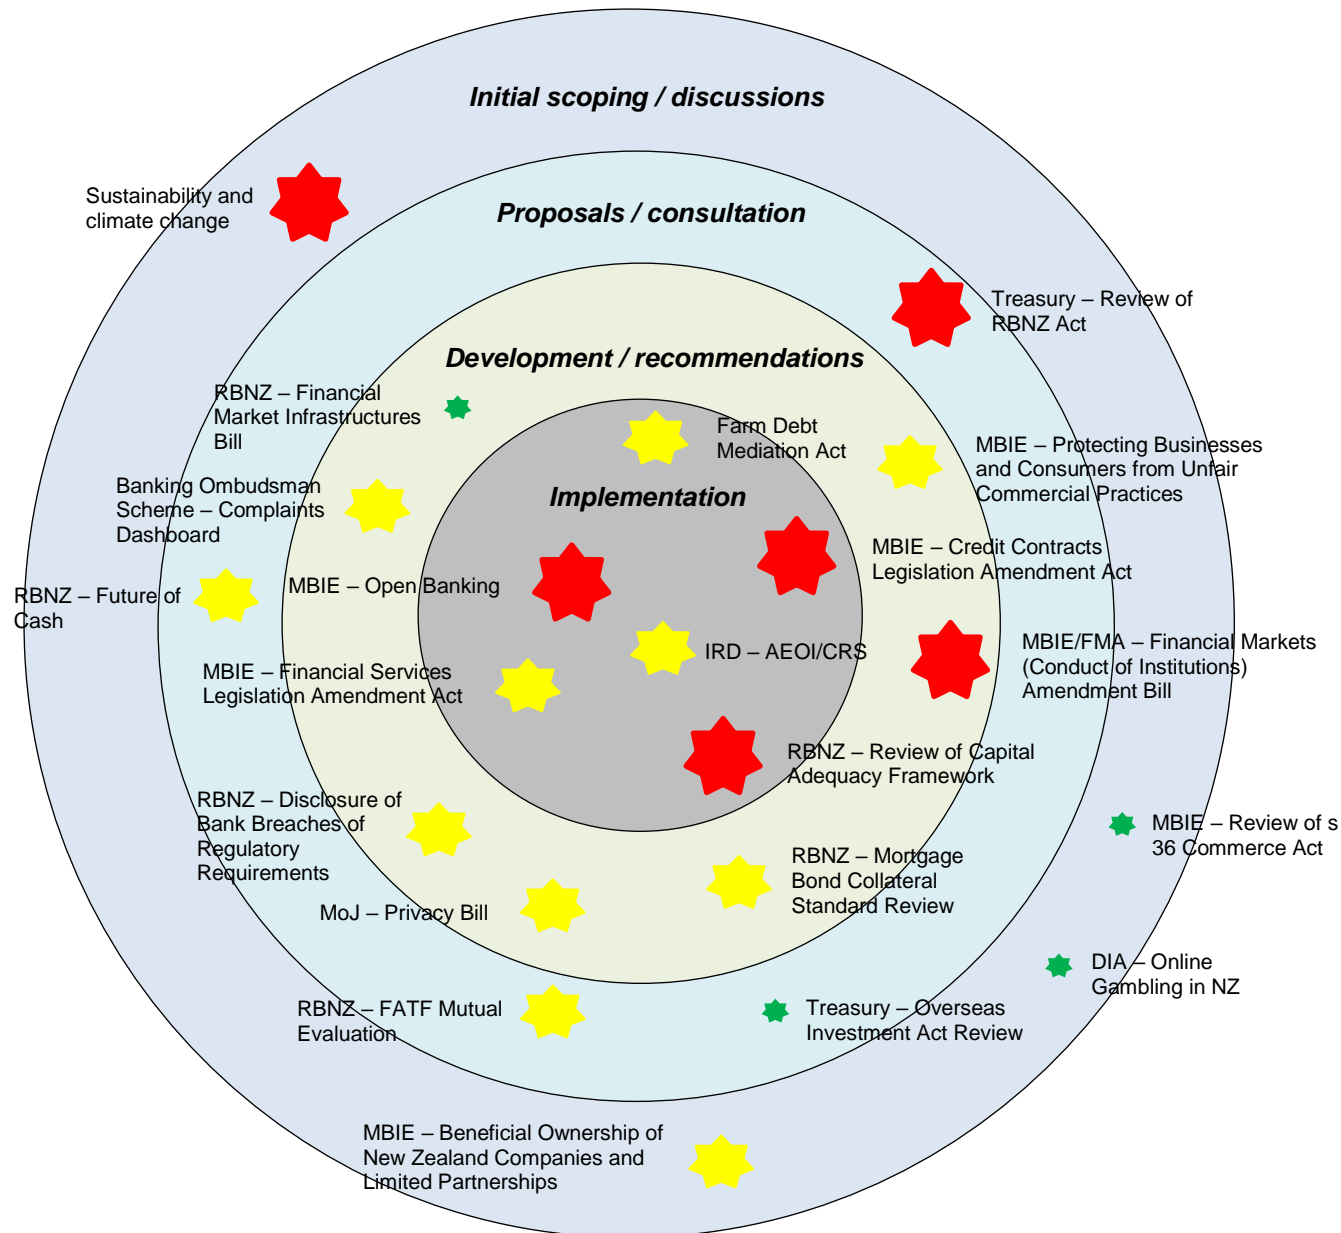 Initial scoping / discussions
Sustainability and
climate change
Proposals / consultation
Treasury – Review of
RBNZ Act
Development / recommendations
RBNZ – Financial
Market Infrastructures
Bill
Farm Debt
Mediation Act
MBIE – Protecting Businesses
and Consumers from Unfair
Commercial Practices
Banking Ombudsman
Scheme – Complaints
Dashboard
Implementation
MBIE – Credit Contracts
Legislation Amendment Act
MBIE – Open Banking
RBNZ – Future of
Cash
IRD – AEOI/CRS
MBIE/FMA – Financial Markets
(Conduct of Institutions)
Amendment Bill
MBIE – Financial Services
Legislation Amendment Act
RBNZ – Review of Capital
Adequacy Framework
RBNZ – Disclosure of
Bank Breaches of
Regulatory
Requirements
MBIE – Review of s
36 Commerce Act
RBNZ – Mortgage
Bond Collateral
Standard Review
MoJ – Privacy Bill
DIA – Online
Gambling in NZ
RBNZ – FATF Mutual
Evaluation
Treasury – Overseas
Investment Act Review
MBIE – Beneficial Ownership of
New Zealand Companies and
Limited Partnerships